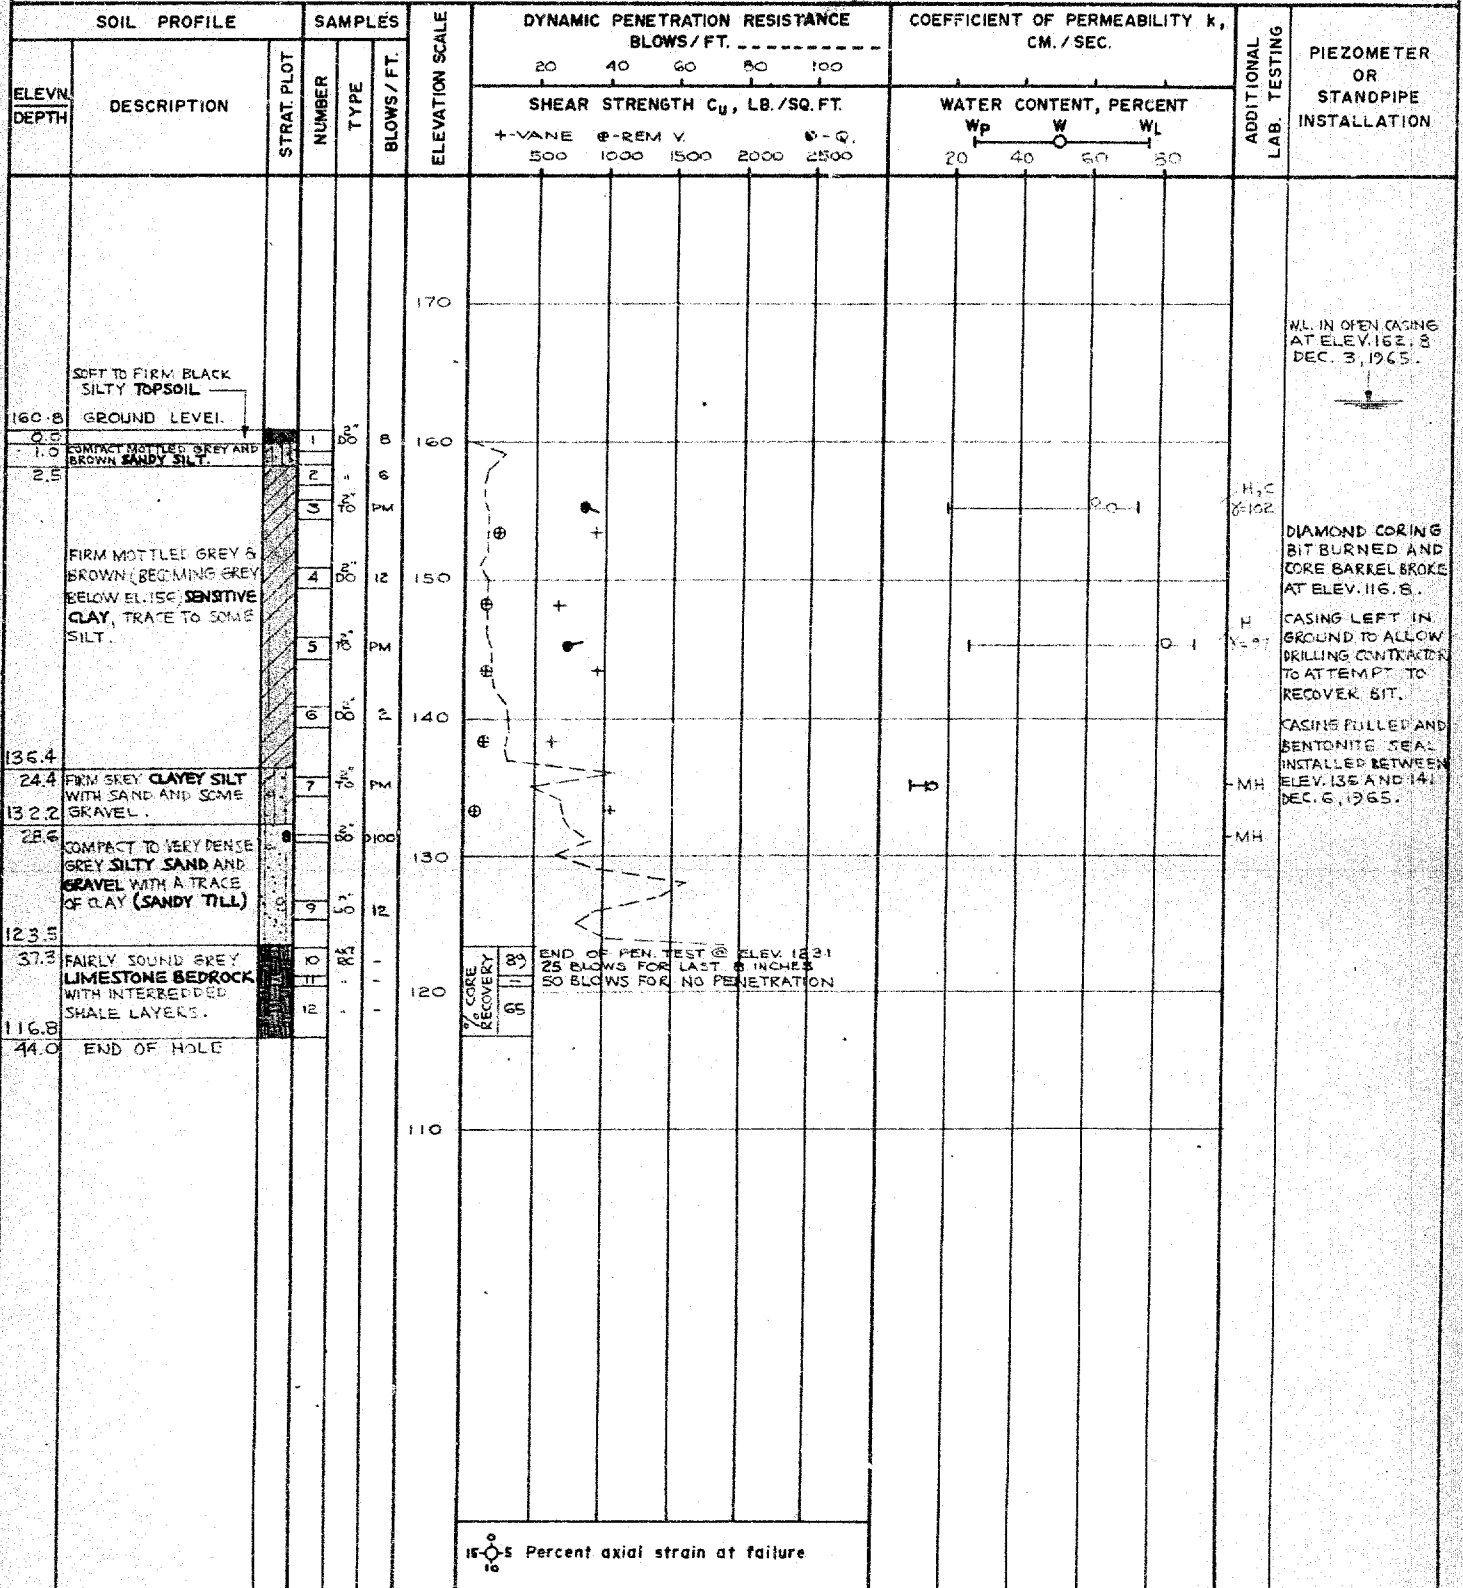 SOIL PROFILE
SAMPLES
ELEVATION SCALE
DYNAMIC PENETRATION RESISTANCE
BLOWS/FT. ----------
20 40 60 80 100
COEFFICIENT OF PERMEABILITY k,
CM./SEC.
ADDITIONAL
LAB. TESTING
PIEZOMETER
OR
STANDPIPE
INSTALLATION
ELEVN.
DEPTH
DESCRIPTION
STRAT. PLOT
NUMBER
TYPE
BLOWS/FT.
SHEAR STRENGTH Cu, LB./SQ.FT.
+-VANE ⊕-REM V. -Q.
500 1000 1500 2000 2500
WATER CONTENT, PERCENT
Wp W WL
20 40 60 80
170
W.L. IN OPEN CASING
AT ELEV. 162.8
DEC. 3, 1965.
SOFT TO FIRM BLACK
SILTY TOPSOIL
160.8 GROUND LEVEL.
0.0
1 8
160
1.0 COMPACT MOTTLED GREY AND
BROWN SANDY SILT.
2.5
2 6
3 PM
H, C
γ=102
FIRM MOTTLED GREY &
BROWN (BECOMING GREY
BELOW EL. SENSITIVE
CLAY, TRACE TO SOME
SILT.
4 12
150
5 PM
H
γ=97
6 2
140
DIAMOND CORING
BIT BURNED AND
CORE BARREL BROKE
AT ELEV. 116.8.
CASING LEFT IN
GROUND TO ALLOW
DRILLING CONTRACTOR
TO ATTEMPT TO
RECOVER BIT.
CASING PULLED AND
BENTONITE SEAL
INSTALLED BETWEEN
ELEV. 136 AND 141
DEC. 6, 1965.
136.4
24.4 FIRM GREY CLAYEY SILT
WITH SAND AND SOME
GRAVEL.
7 PM
MH
132.2
28.6 COMPACT TO VERY DENSE
GREY SILTY SAND AND
GRAVEL WITH A TRACE
OF CLAY (SANDY TILL)
8
MH
130
9 12
123.5
37.3 FAIRLY SOUND GREY
LIMESTONE BEDROCK
WITH INTERBEDDED
SHALE LAYERS.
10 -
11 -
12 -
120
% CORE
RECOVERY
89
65
END OF PEN. TEST @ ELEV. 123.1
25 BLOWS FOR LAST INCHES
50 BLOWS FOR NO PENETRATION
116.8
44.0 END OF HOLE
110
0
15 5 Percent axial strain at failure
10